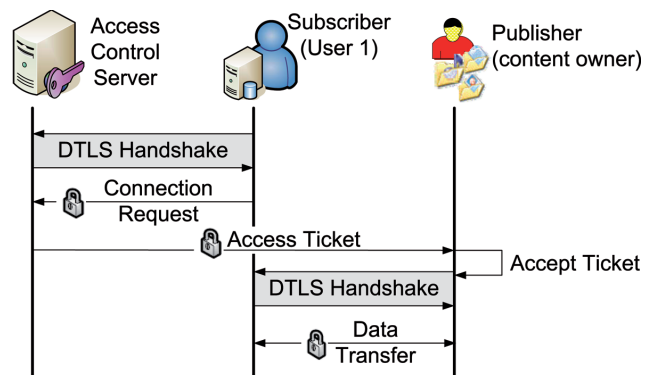 Access
Control
Server
Subscriber
(User 1)
Publisher
(content owner)
DTLS Handshake
Connection
Request
Access Ticket
Accept Ticket
DTLS Handshake
Data
Transfer